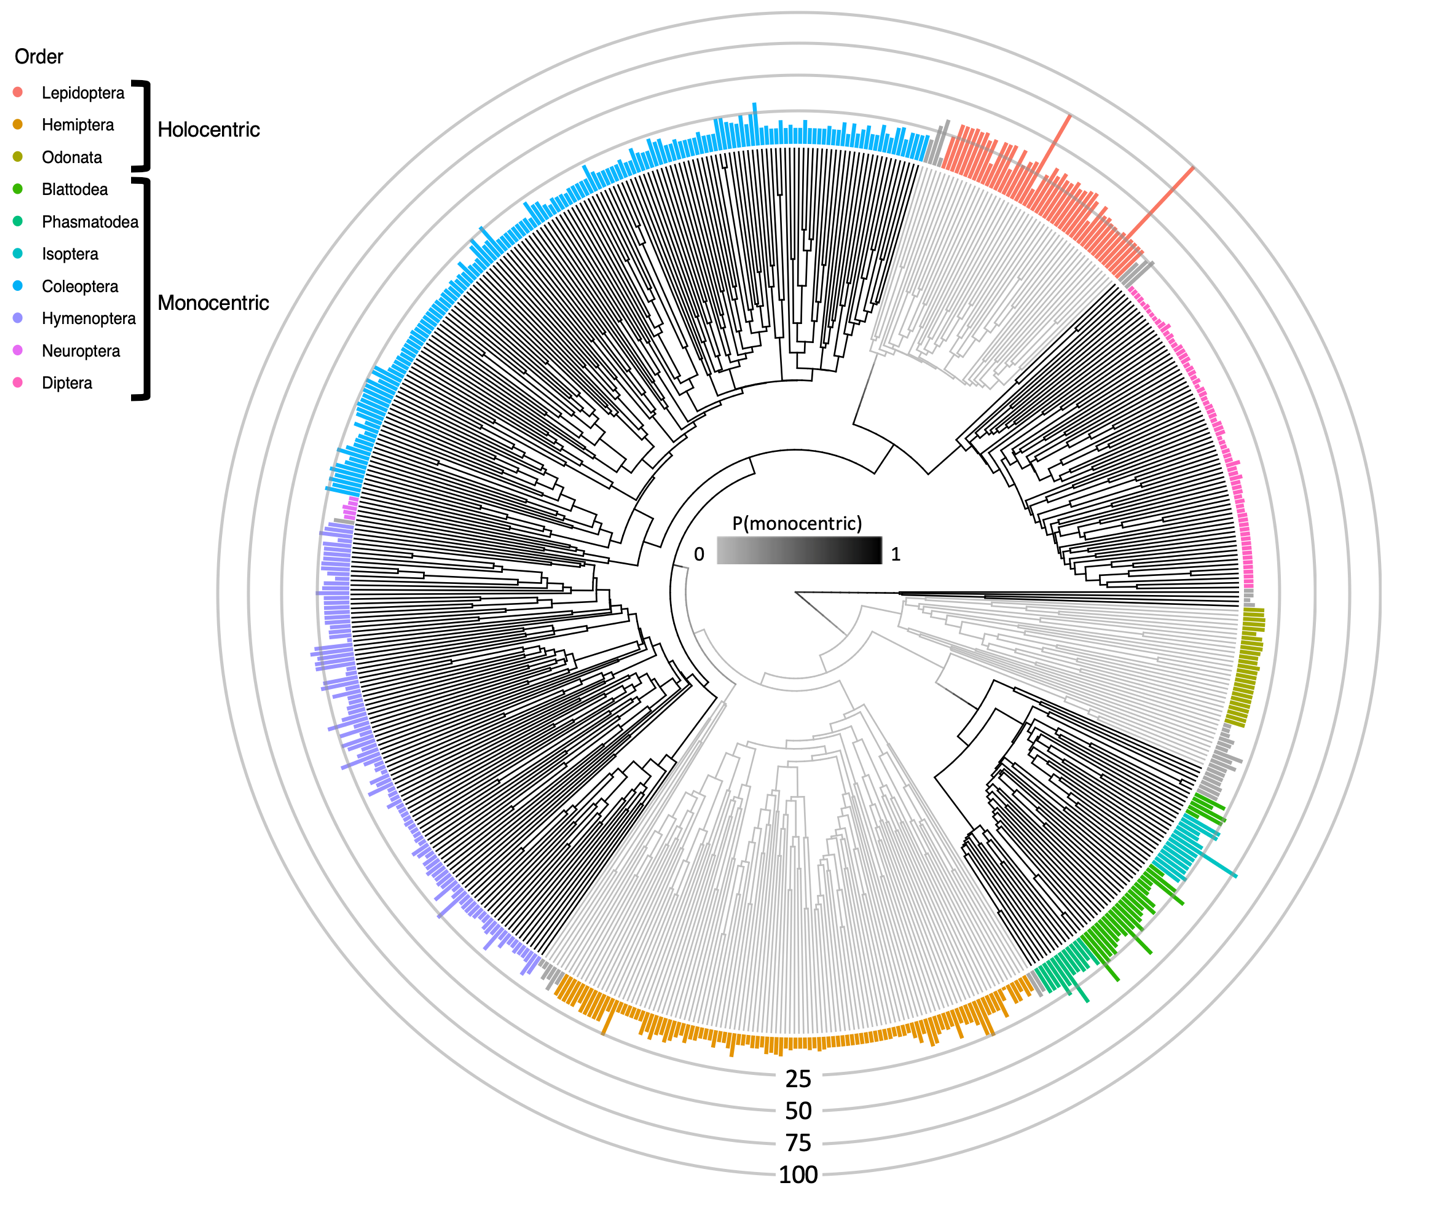 Order
Lepidoptera
Hemiptera
Odonata
Holocentric
Blattodea
Phasmatodea
Isoptera
Coleoptera
Hymenoptera
Neuroptera
Diptera
Monocentric
P(monocentric)
0 1
25
50
75
100